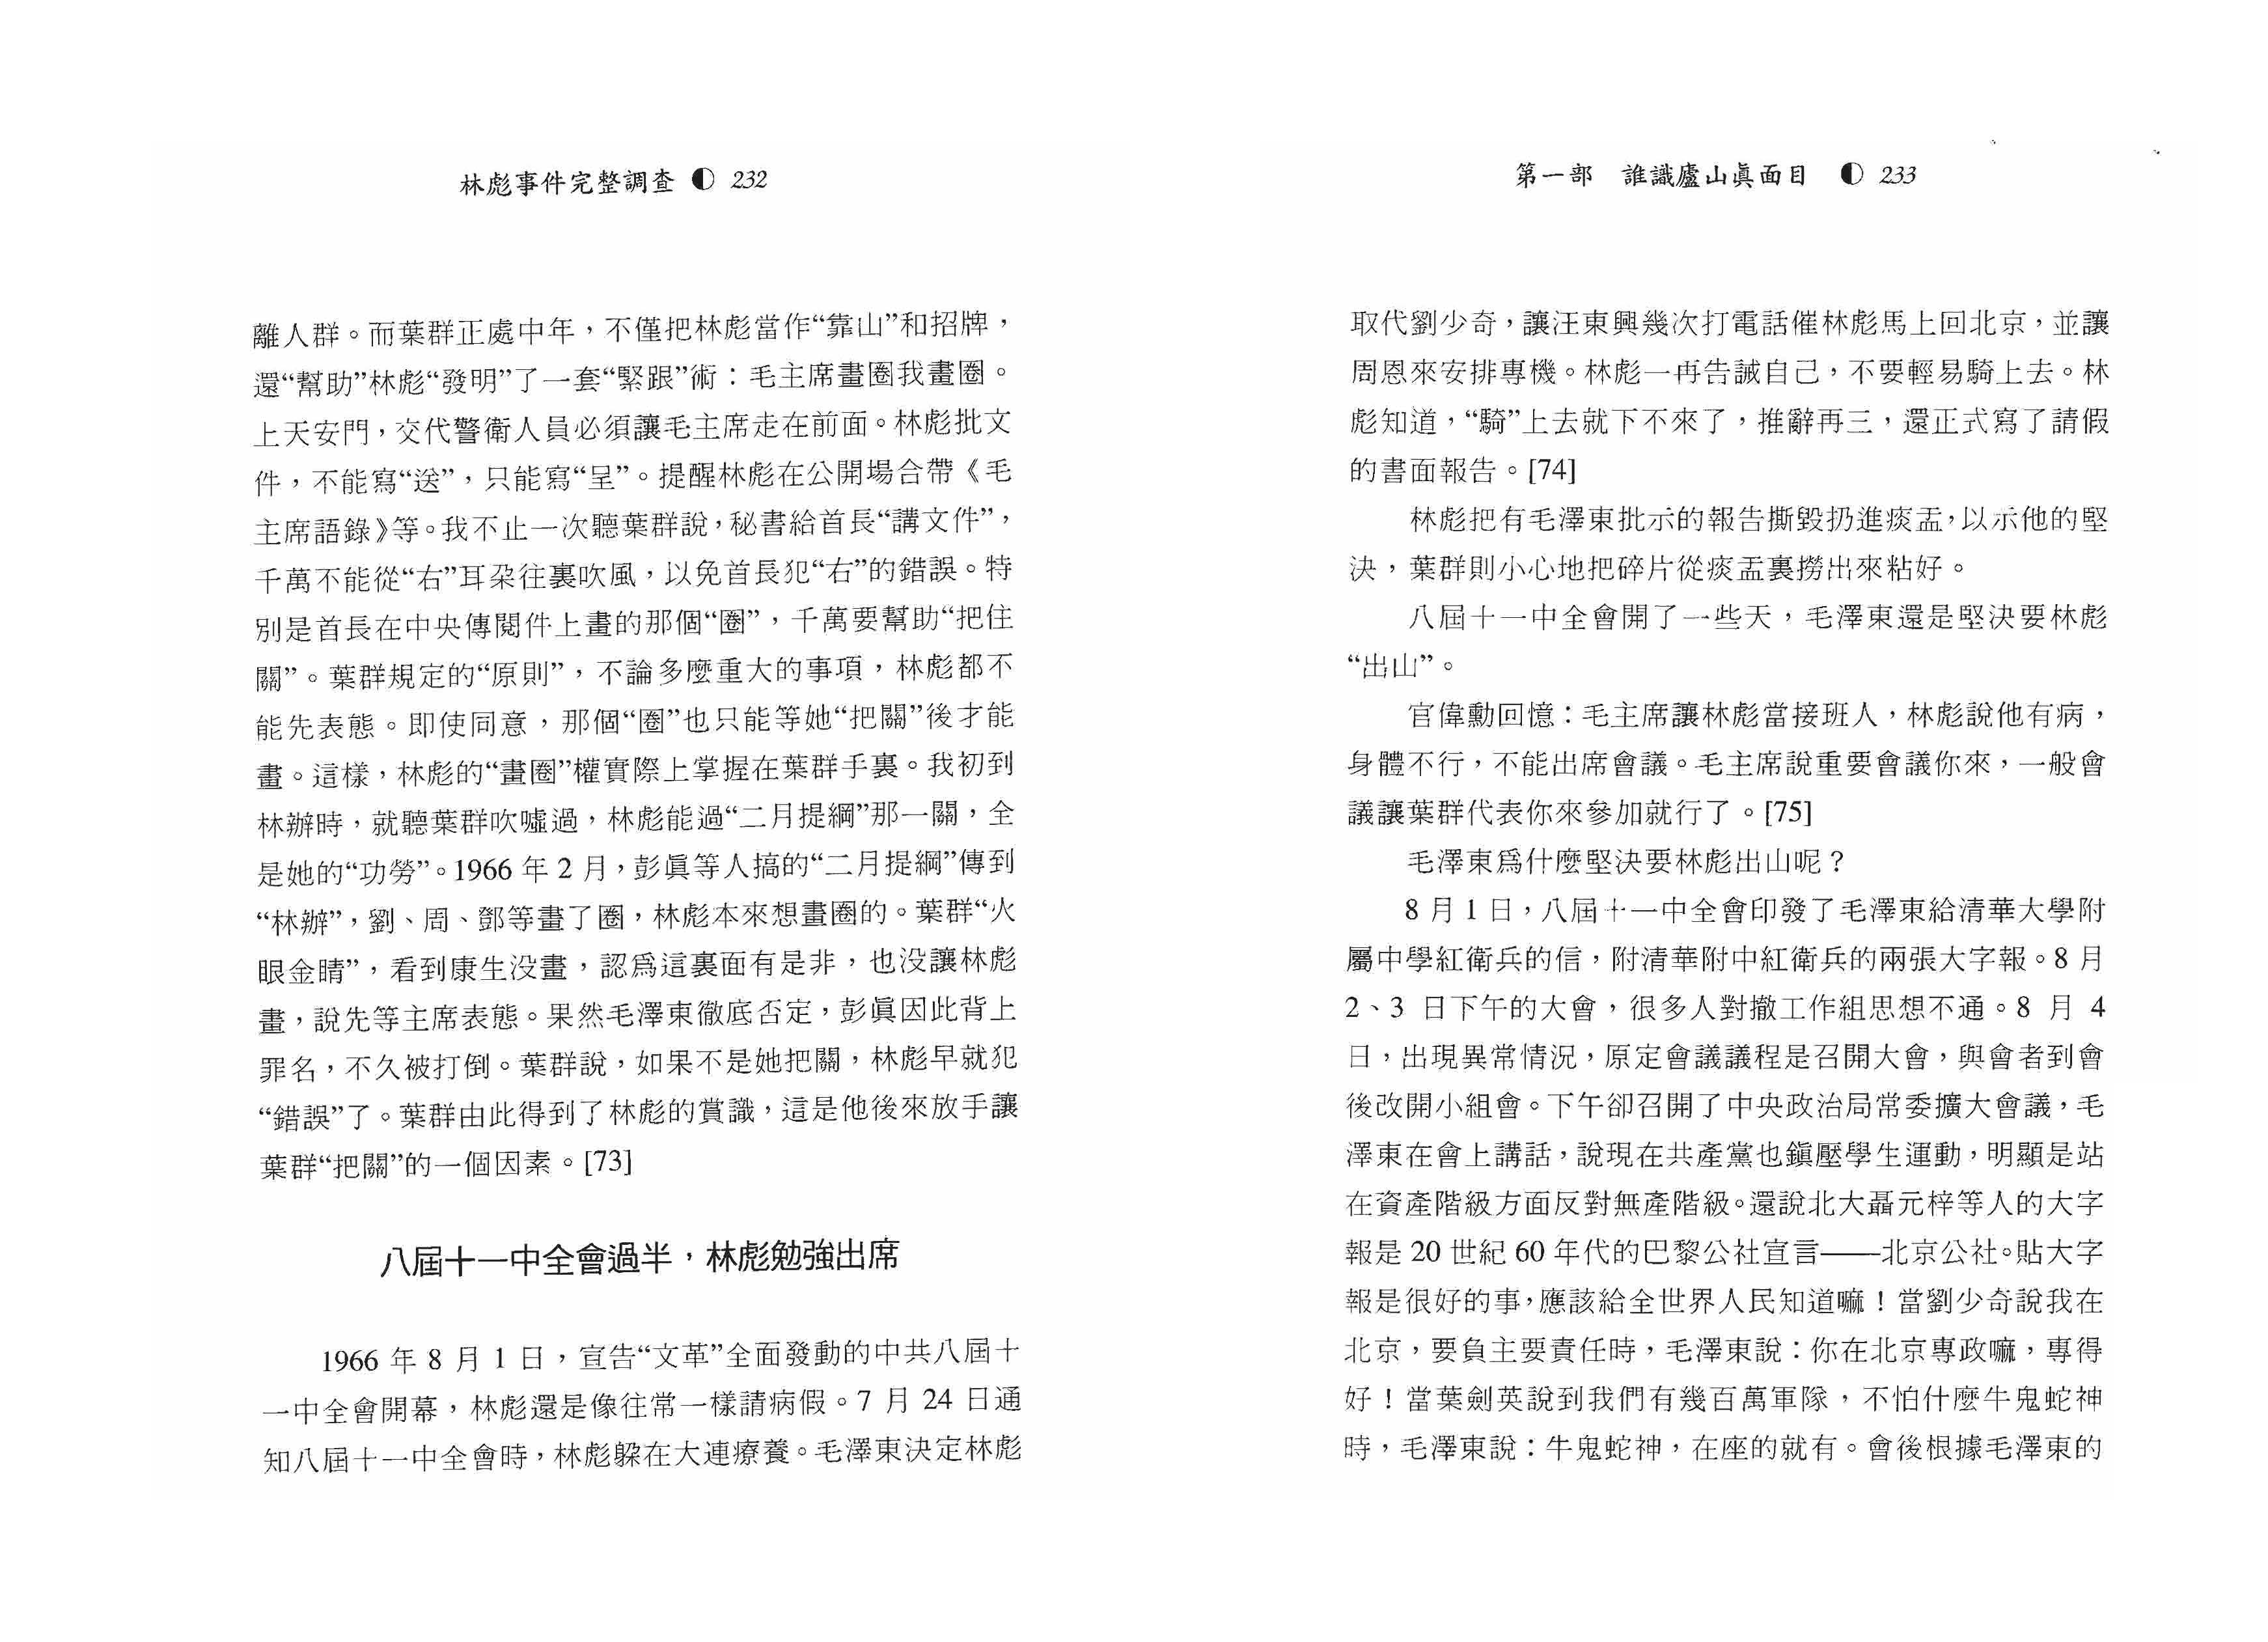 林彪事件完整調查 ◐ 232
離人群。而葉群正處中年，不僅把林彪當作“靠山”和招牌，
還“幫助”林彪“發明”了一套“緊跟”術：毛主席畫圈我畫圈。
上天安門，交代警衛人員必須讓毛主席走在前面。林彪批文
件，不能寫“送”，只能寫“呈”。提醒林彪在公開場合帶《毛
主席語錄》等。我不止一次聽葉群說，秘書給首長“講文件”，
千萬不能從“右”耳朶往裏吹風，以免首長犯“右”的錯誤。特
別是首長在中央傳閱件上畫的那個“圈”，千萬要幫助“把住
關”。葉群規定的“原則”，不論多麼重大的事項，林彪都不
能先表態。即使同意，那個“圈”也只能等她“把關”後才能
畫。這樣，林彪的“畫圈”權實際上掌握在葉群手裏。我初到
林辦時，就聽葉群吹噓過，林彪能過“二月提綱”那一關，全
是她的“功勞”。1966 年 2 月，彭眞等人搞的“二月提綱”傳到
“林辦”，劉、周、鄧等畫了圈，林彪本來想畫圈的。葉群“火
眼金睛”，看到康生没畫，認爲這裏面有是非，也没讓林彪
畫，說先等主席表態。果然毛澤東徹底否定，彭眞因此背上
罪名，不久被打倒。葉群說，如果不是她把關，林彪早就犯
“錯誤”了。葉群由此得到了林彪的賞識，這是他後來放手讓
葉群“把關”的一個因素。[73]
八屆十一中全會過半，林彪勉強出席
1966 年 8 月 1 日，宣告“文革”全面發動的中共八屆十
一中全會開幕，林彪還是像往常一樣請病假。7 月 24 日通
知八屆十一中全會時，林彪躲在大連療養。毛澤東決定林彪
第一部 誰識廬山眞面目 ◐ 233
取代劉少奇，讓汪東興幾次打電話催林彪馬上回北京，並讓
周恩來安排專機。林彪一再告誡自己，不要輕易騎上去。林
彪知道，“騎”上去就下不來了，推辭再三，還正式寫了請假
的書面報告。[74]
林彪把有毛澤東批示的報告撕毀扔進痰盂，以示他的堅
決，葉群則小心地把碎片從痰盂裏撈出來粘好。
八屆十一中全會開了一些天，毛澤東還是堅決要林彪
“出山”。
官偉勳回憶：毛主席讓林彪當接班人，林彪說他有病，
身體不行，不能出席會議。毛主席說重要會議你來，一般會
議讓葉群代表你來參加就行了。[75]
毛澤東爲什麼堅決要林彪出山呢？
8 月 1 日，八屆十一中全會印發了毛澤東給清華大學附
屬中學紅衛兵的信，附清華附中紅衛兵的兩張大字報。8 月
2、3 日下午的大會，很多人對撤工作組思想不通。8 月 4
日，出現異常情況，原定會議議程是召開大會，與會者到會
後改開小組會。下午卻召開了中央政治局常委擴大會議，毛
澤東在會上講話，說現在共產黨也鎭壓學生運動，明顯是站
在資產階級方面反對無產階級。還說北大聶元梓等人的大字
報是 20 世紀 60 年代的巴黎公社宣言——北京公社。貼大字
報是很好的事，應該給全世界人民知道嘛！當劉少奇說我在
北京，要負主要責任時，毛澤東說：你在北京專政嘛，專得
好！當葉劍英說到我們有幾百萬軍隊，不怕什麼牛鬼蛇神
時，毛澤東說：牛鬼蛇神，在座的就有。會後根據毛澤東的